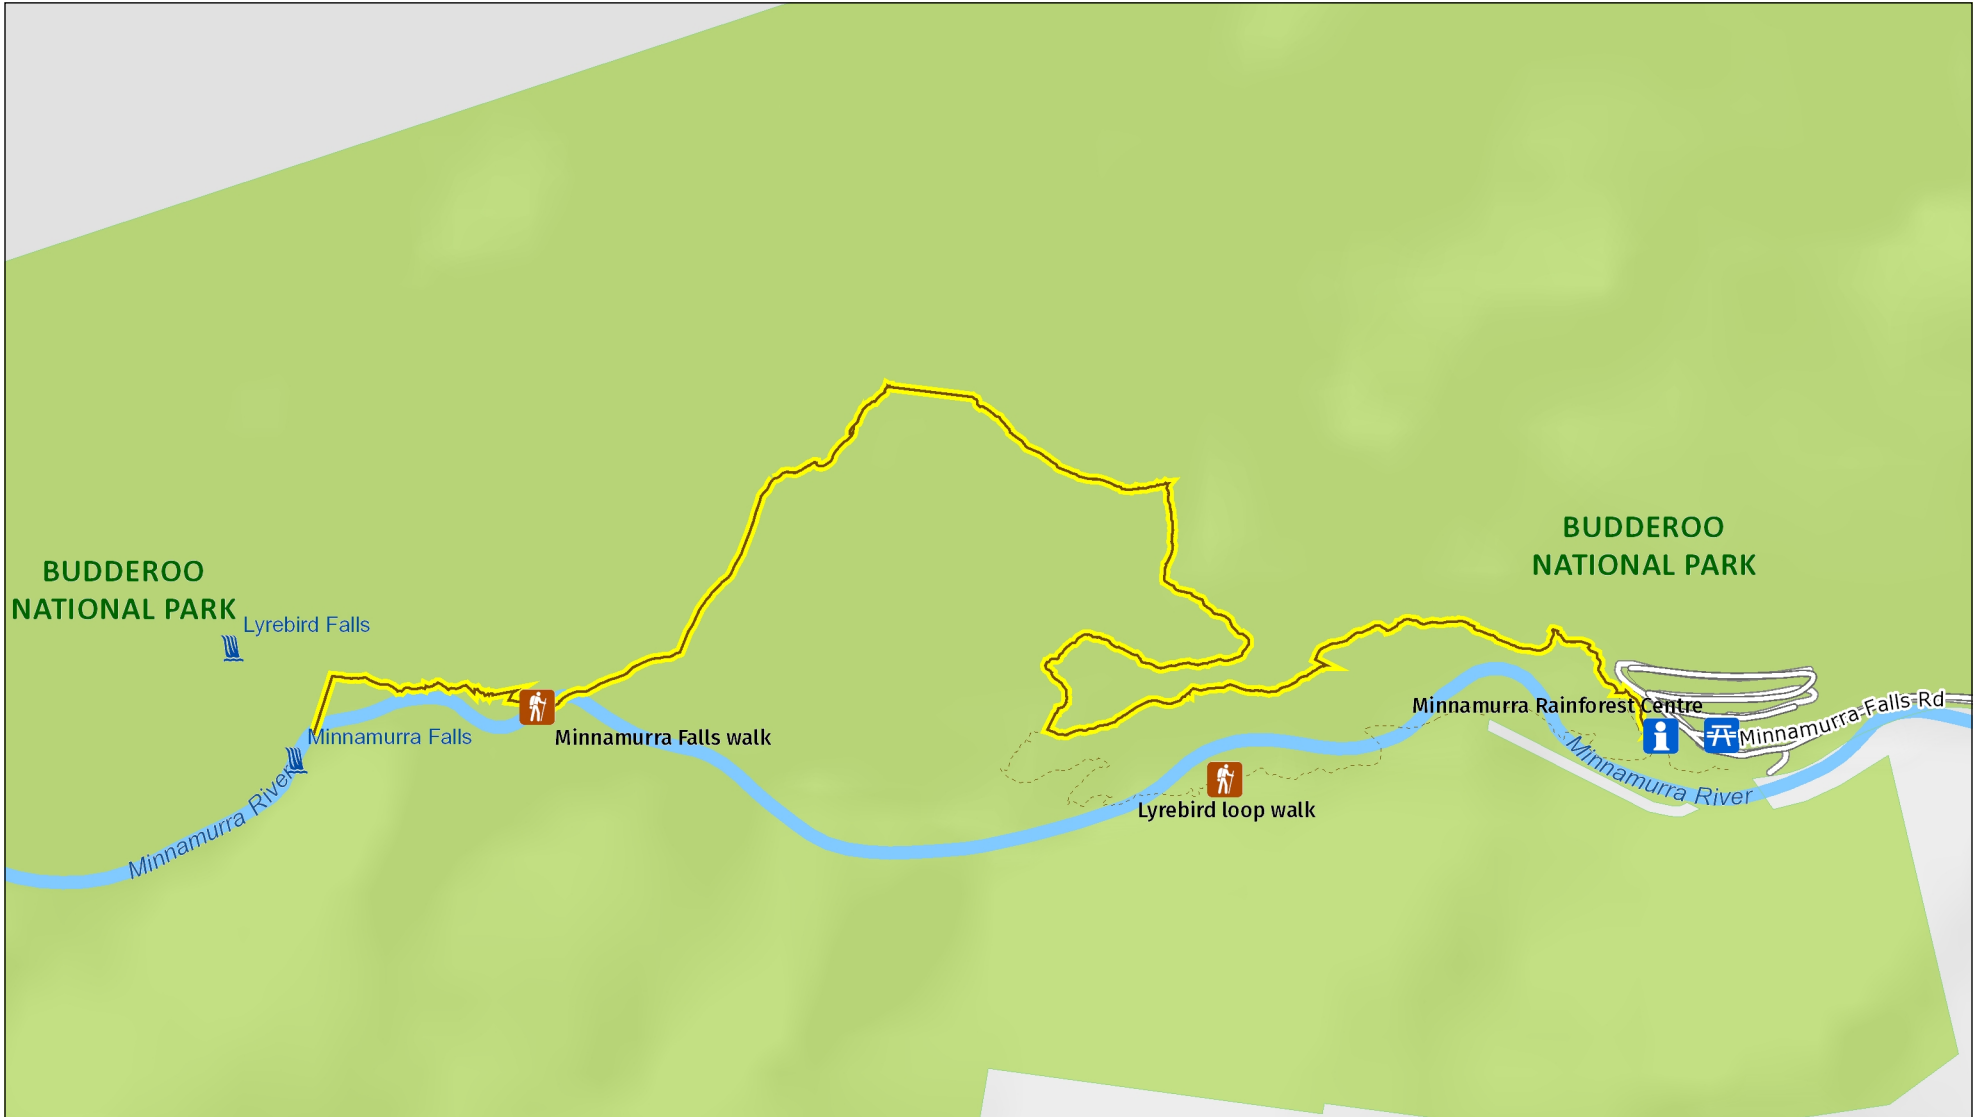 BUDDEROO
NATIONAL PARK
BUDDEROO
NATIONAL PARK
Lyrebird Falls
Minnamurra Rainforest Centre
Minnamurra Falls Rd
Minnamurra Falls
Minnamurra Falls walk
Minnamurra River
Lyrebird loop walk
Minnamurra River